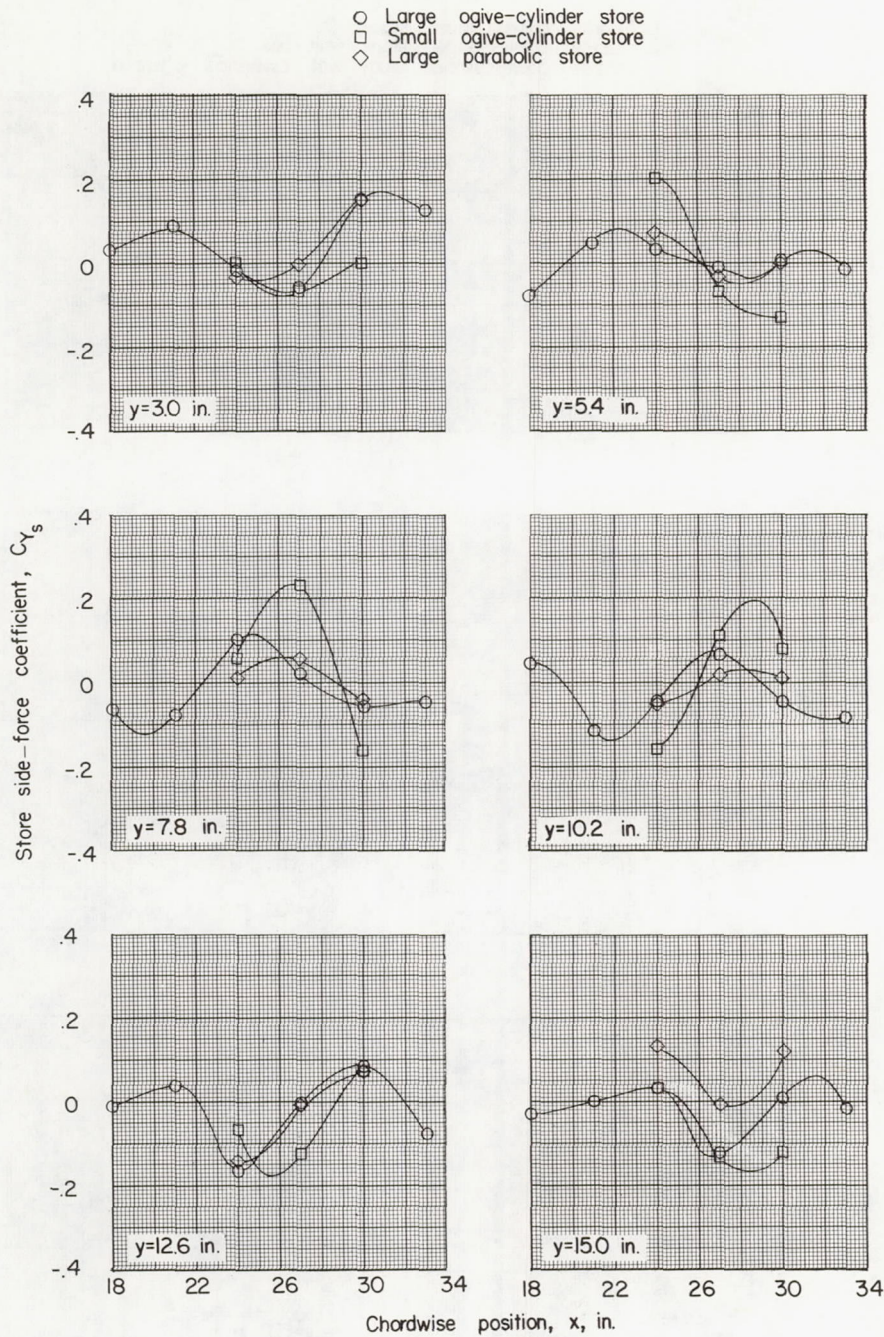 Large ogive-cylinder store
Small ogive-cylinder store
Large parabolic store
.4
.2
0
-.2
-.4
y=3.0 in.
y=5.4 in.
Store side-force coefficient, CYs
.4
.2
0
-.2
-.4
y=7.8 in.
y=10.2 in.
.4
.2
0
-.2
-.4
y=12.6 in.
y=15.0 in.
18 22 26 30 34 18 22 26 30 34
Chordwise position, x, in.